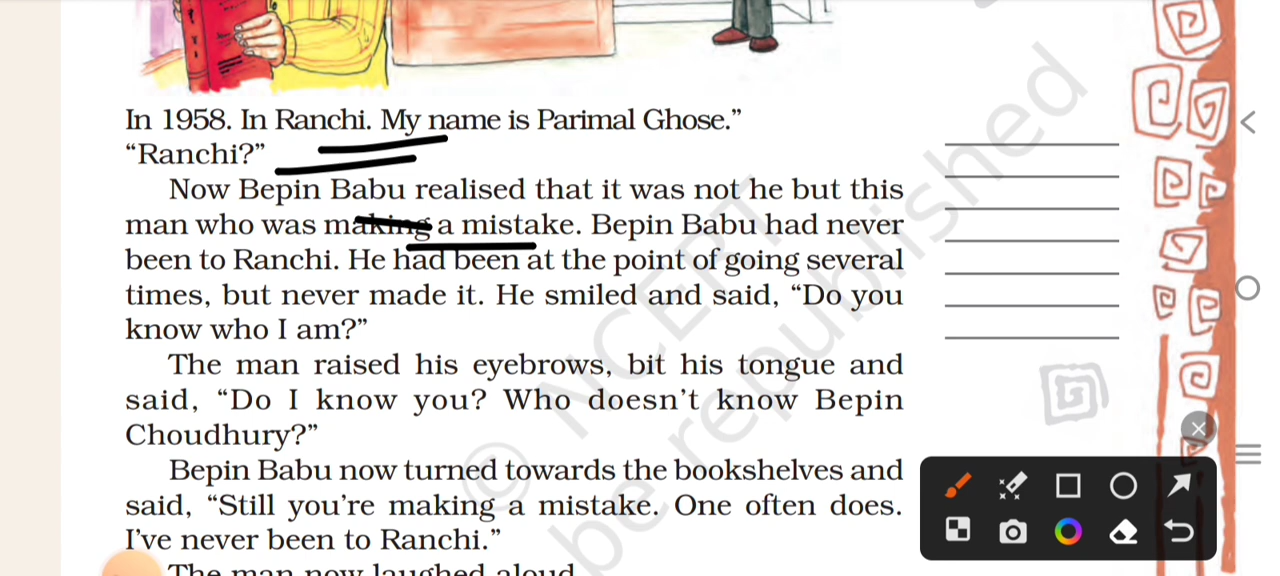 In 1958. In Ranchi. My name is Parimal Ghose.”
“Ranchi?”
Now Bepin Babu realised that it was not he but this
man who was making a mistake. Bepin Babu had never
been to Ranchi. He had been at the point of going several
times, but never made it. He smiled and said, “Do you
know who I am?”
The man raised his eyebrows, bit his tongue and
said, “Do I know you? Who doesn’t know Bepin
Choudhury?”
Bepin Babu now turned towards the bookshelves and
said, “Still you’re making a mistake. One often does.
I’ve never been to Ranchi.”
The man now laughed aloud.
© NCERT
be republished